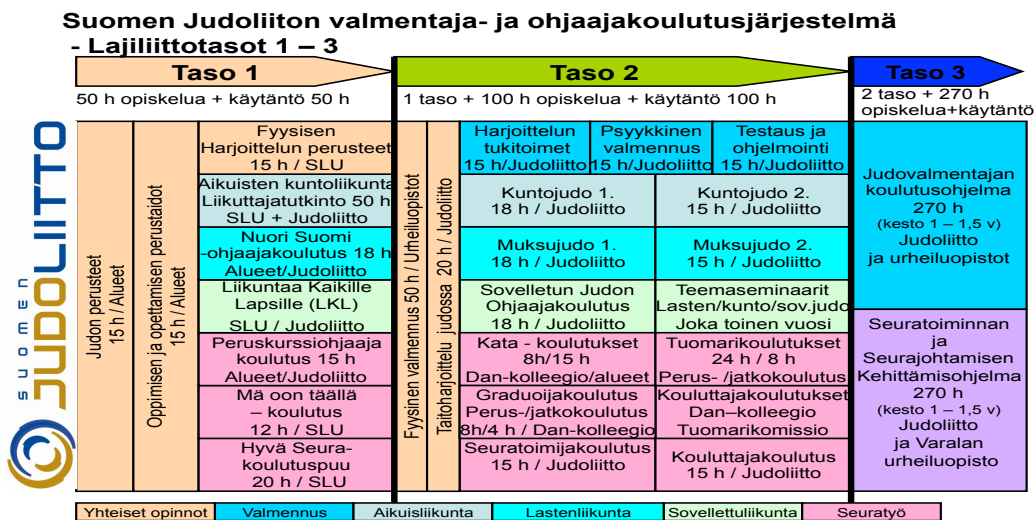 Suomen Judoliiton valmentaja- ja ohjaajakoulutusjärjestelmä
- Lajiliittotasot 1 – 3
Taso 1
Taso 2
Taso 3
50 h opiskelua + käytäntö 50 h
1 taso + 100 h opiskelua + käytäntö 100 h
2 taso + 270 h
opiskelua+käytäntö
SUOMEN
JUDOLIITTO
Judon perusteet
15 h / Alueet
Oppimisen ja opettamisen perustaidot
15 h / Alueet
Fyysisen
Harjoittelun perusteet
15 h / SLU
Aikuisten kuntoliikunta
Liikuttajatutkinto 50 h
SLU + Judoliitto
Nuori Suomi
-ohjaajakoulutus 18 h
Alueet/Judoliitto
Liikuntaa Kaikille
Lapsille (LKL)
SLU / Judoliitto
Peruskurssiohjaaja
koulutus 15 h
Alueet/Judoliitto
Mä oon täällä
– koulutus
12 h / SLU
Hyvä Seura-
koulutuspuu
20 h / SLU
Fyysinen valmennus 50 h / Urheiluopistot
Taitoharjoittelu judossa 20 h / Judoliitto
Harjoittelun
tukitoimet
15 h/Judoliitto
Psyykkinen
valmennus
15 h/Judoliitto
Testaus ja
ohjelmointi
15 h/Judoliitto
Kuntojudo 1.
18 h / Judoliitto
Kuntojudo 2.
15 h / Judoliitto
Muksujudo 1.
18 h / Judoliitto
Muksujudo 2.
15 h / Judoliitto
Sovelletun Judon
Ohjaajakoulutus
18 h / Judoliitto
Teemaseminaarit
Lasten/kunto/sov.judo
Joka toinen vuosi
Kata - koulutukset
8h/15 h
Dan-kolleegio/alueet
Tuomarikoulutukset
24 h / 8 h
Perus- /jatkokoulutus
Graduoijakoulutus
Perus-/jatkokoulutus
8h/4 h / Dan-kolleegio
Kouluttajakoulutukset
Dan–kolleegio
Tuomarikomissio
Seuratoimijakoulutus
15 h / Judoliitto
Kouluttajakoulutus
15 h / Judoliitto
Judovalmentajan
koulutusohjelma
270 h
(kesto 1 – 1,5 v)
Judoliitto
ja urheiluopistot
Seuratoiminnan
ja
Seurajohtamisen
Kehittämisohjelma
270 h
(kesto 1 – 1,5 v)
Judoliitto
ja Varalan
urheiluopisto
Yhteiset opinnot
Valmennus
Aikuisliikunta
Lastenliikunta
Sovellettuliikunta
Seuratyö